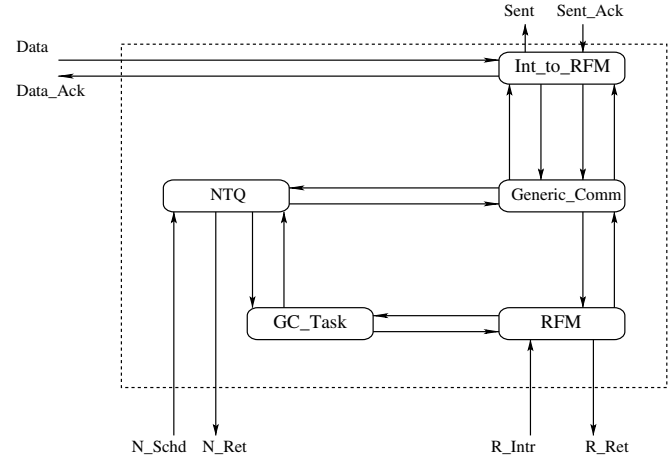 Sent Sent_Ack
Data
Int_to_RFM
Data_Ack
NTQ Generic_Comm
GC_Task RFM
N_Schd N_Ret R_Intr R_Ret